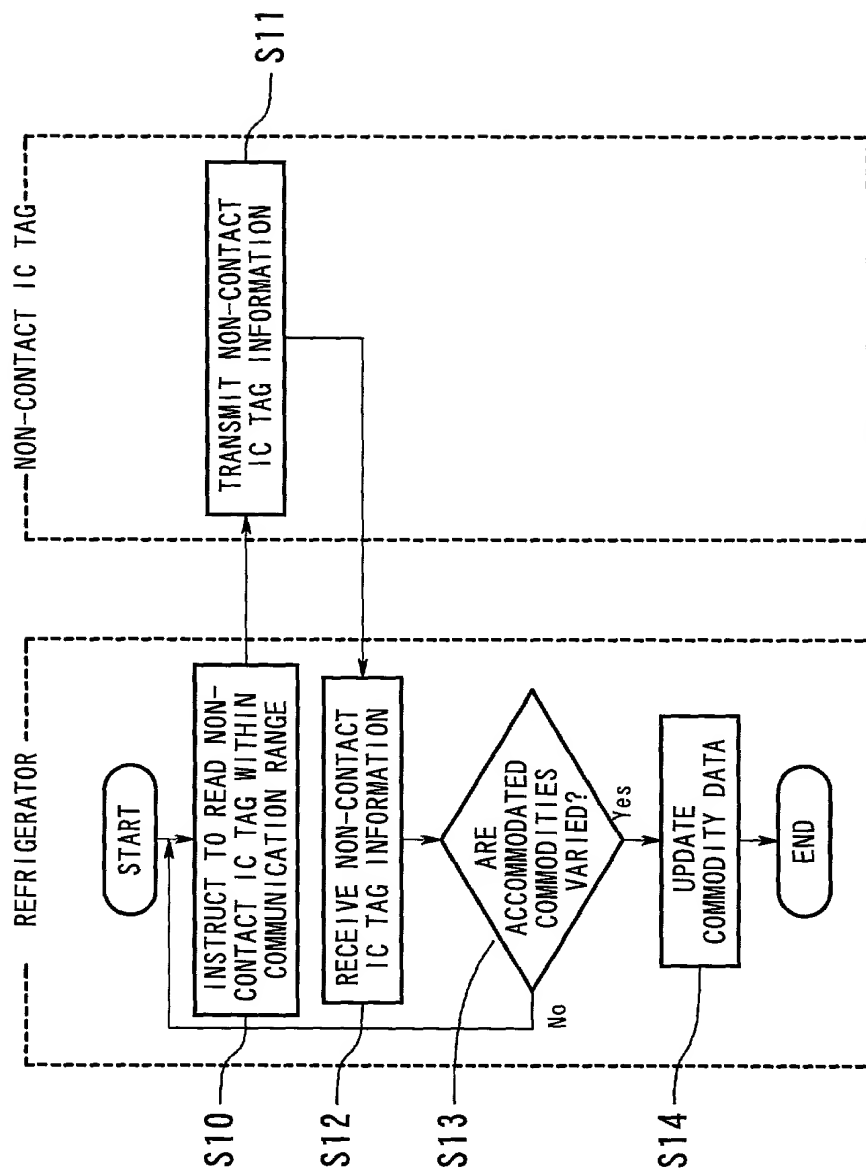 REFRIGERATOR
START
INSTRUCT TO READ NON-
CONTACT IC TAG WITHIN
COMMUNICATION RANGE
S10
RECEIVE NON-CONTACT
IC TAG INFORMATION
S12
ARE
ACCOMMODATED
COMMODITIES
VARIED?
S13
No
Yes
UPDATE
COMMODITY DATA
S14
END
NON-CONTACT IC TAG
TRANSMIT NON-CONTACT
IC TAG INFORMATION
S11